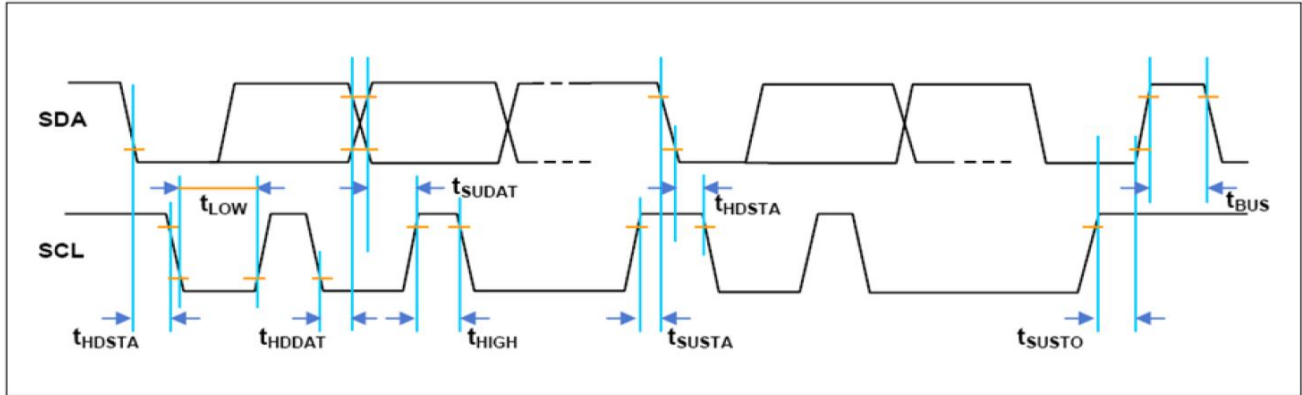 SDA
tSUDAT
tLOW
tHDSTA
tBUS
SCL
tHDSTA
tHDDAT
tHIGH
tSUSTA
tSUSTO